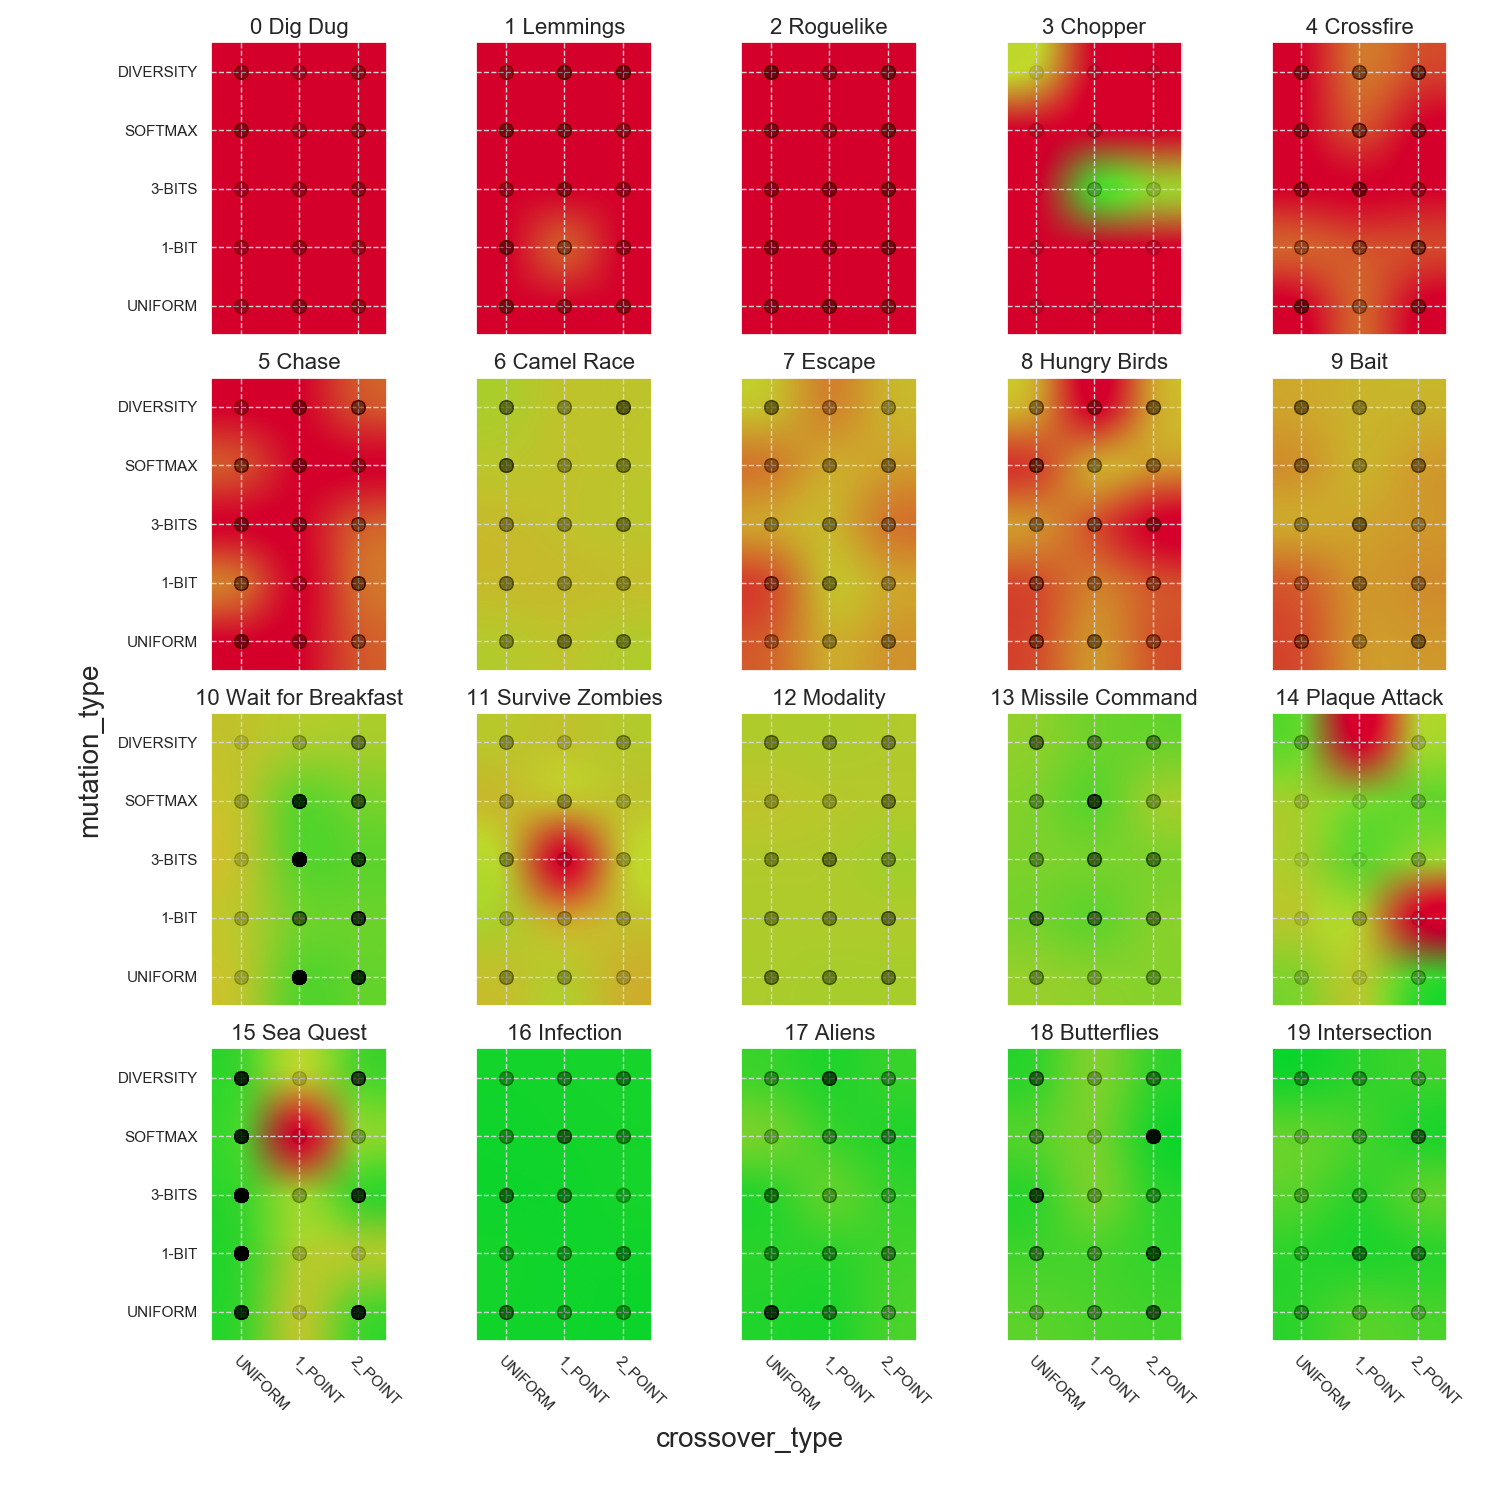 0 Dig Dug
1 Lemmings
2 Roguelike
3 Chopper
4 Crossfire
DIVERSITY
SOFTMAX
3-BITS
1-BIT
UNIFORM
5 Chase
6 Camel Race
7 Escape
8 Hungry Birds
9 Bait
DIVERSITY
SOFTMAX
3-BITS
1-BIT
UNIFORM
mutation_type
10 Wait for Breakfast
11 Survive Zombies
12 Modality
13 Missile Command
14 Plaque Attack
DIVERSITY
SOFTMAX
3-BITS
1-BIT
UNIFORM
15 Sea Quest
16 Infection
17 Aliens
18 Butterflies
19 Intersection
DIVERSITY
SOFTMAX
3-BITS
1-BIT
UNIFORM
UNIFORM
1_POINT
2_POINT
UNIFORM
1_POINT
2_POINT
UNIFORM
1_POINT
2_POINT
UNIFORM
1_POINT
2_POINT
UNIFORM
1_POINT
2_POINT
crossover_type